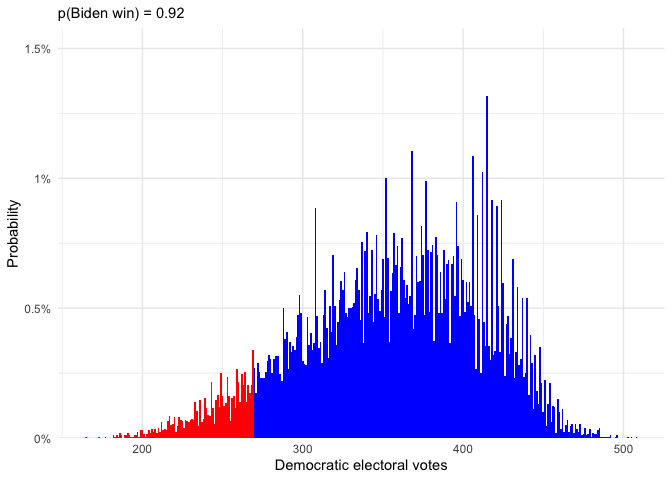 p(Biden win) = 0.92
1.5%
1%
0.5%
0%
Probability
200
300
400
500
Democratic electoral votes